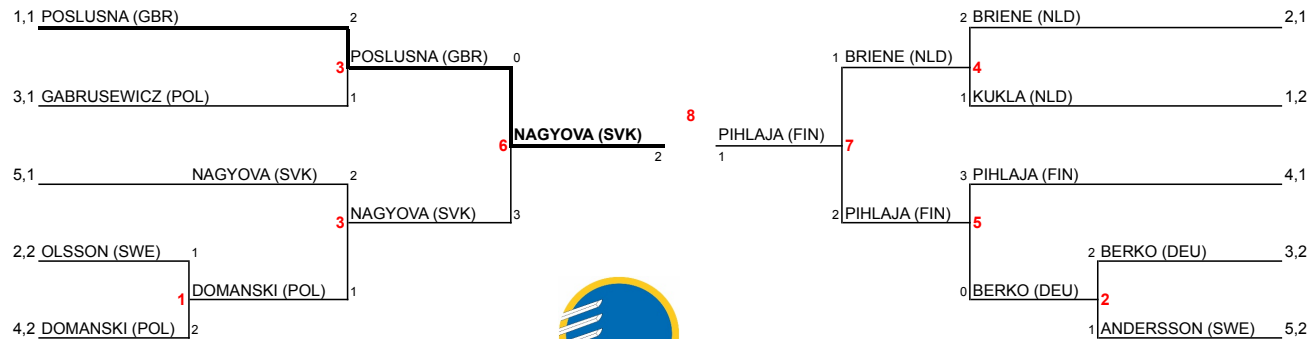 1,1 POSLUSNA (GBR) 2 2 BRIENE (NLD) 2,1
3 POSLUSNA (GBR) 0 1 BRIENE (NLD) 4
3,1 GABRUSEWICZ (POL) 1 1 KUKLA (NLD) 1,2
8
6 NAGYOVA (SVK) 2 PIHLAJA (FIN) 1 7
5,1 NAGYOVA (SVK) 2 3 PIHLAJA (FIN) 4,1
3 NAGYOVA (SVK) 3 2 PIHLAJA (FIN) 5
2,2 OLSSON (SWE) 1 2 BERKO (DEU) 3,2
1 DOMANSKI (POL) 1 0 BERKO (DEU) 2
4,2 DOMANSKI (POL) 2 1 ANDERSSON (SWE) 5,2